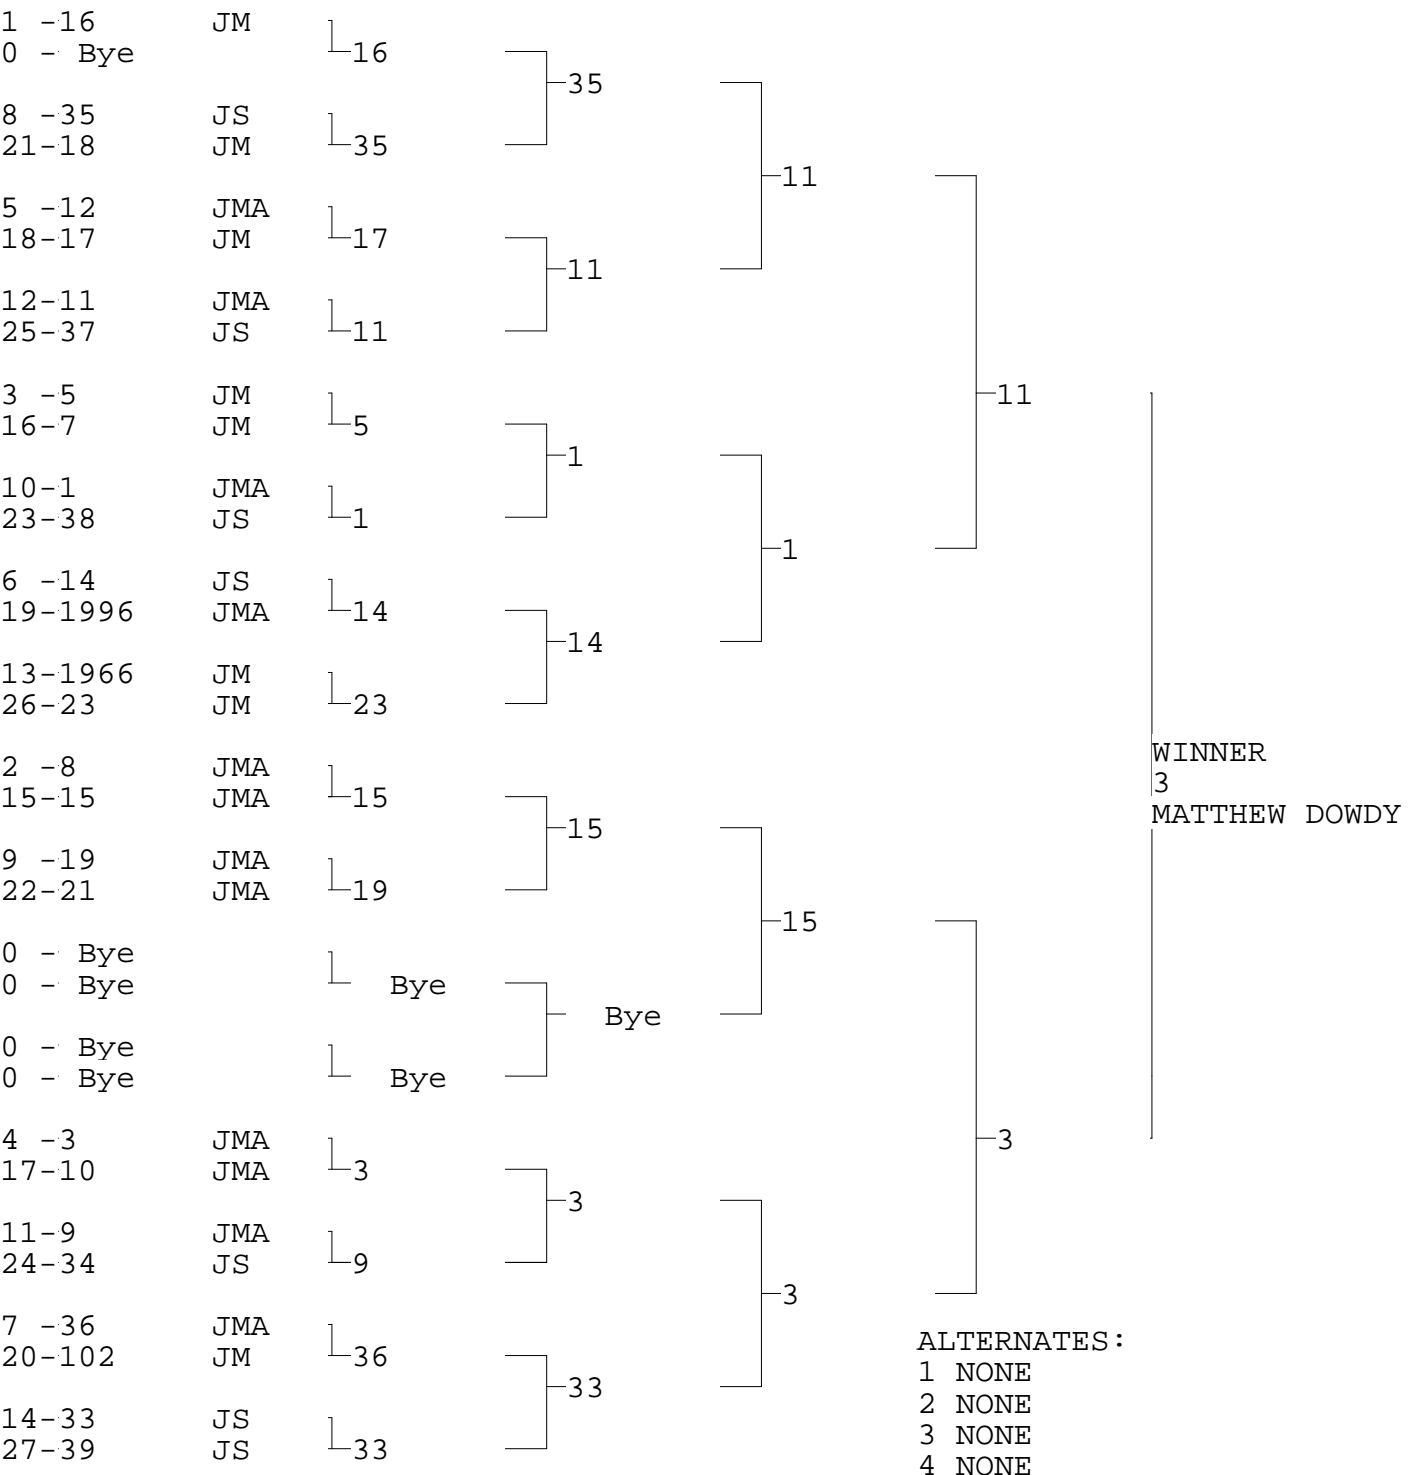 1 -16 JM
0 - Bye
16
35
8 -35 JS
21-18 JM
35
11
5 -12 JMA
18-17 JM
17
11
12-11 JMA
25-37 JS
11
3 -5 JM
11
16-7 JM
5
1
10-1 JMA
23-38 JS
1
1
6 -14 JS
19-1996 JMA
14
14
13-1966 JM
26-23 JM
23
WINNER
2 -8 JMA
3
15-15 JMA
15
MATTHEW DOWDY
15
9 -19 JMA
22-21 JMA
19
15
0 - Bye
0 - Bye
Bye
Bye
0 - Bye
0 - Bye
Bye
4 -3 JMA
3
17-10 JMA
3
3
11-9 JMA
24-34 JS
9
3
7 -36 JMA
20-102 JM
36
33
14-33 JS
27-39 JS
33
ALTERNATES:
1 NONE
2 NONE
3 NONE
4 NONE